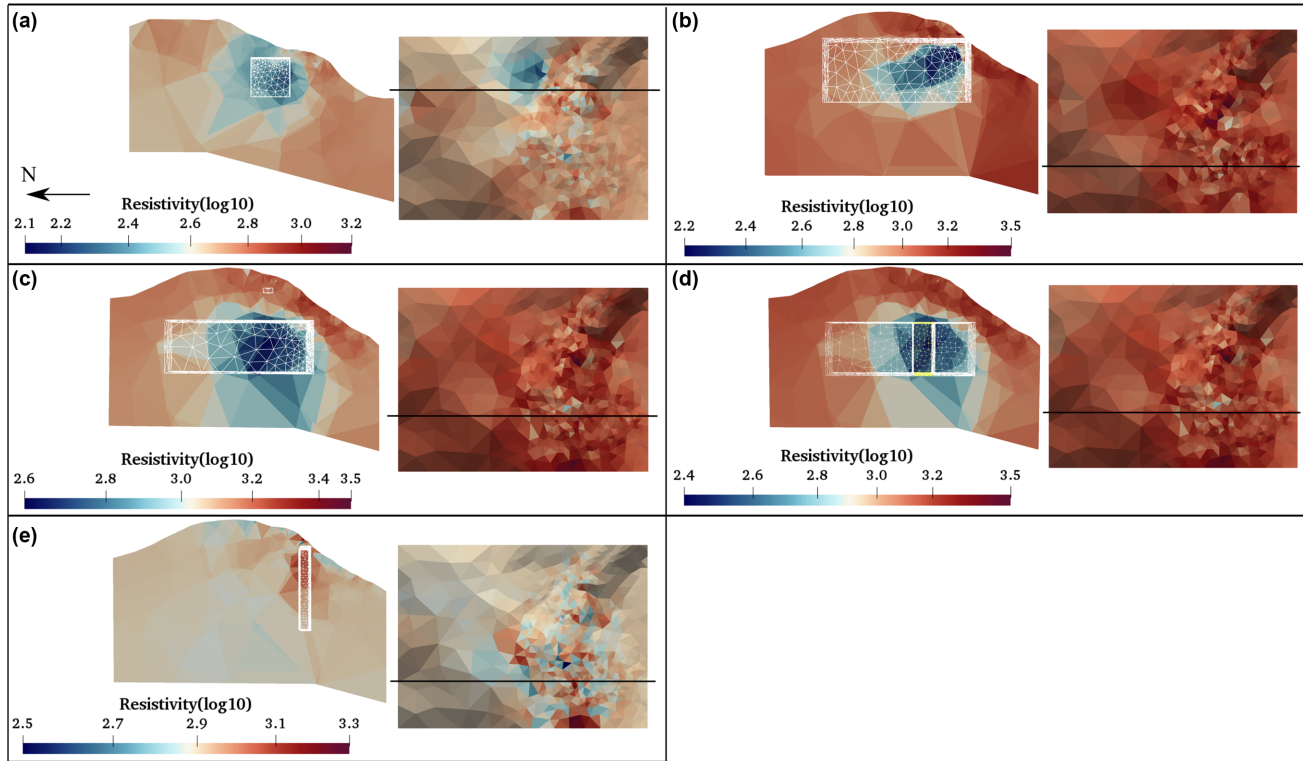 (a)
N
Resistivity(log10)
2.1 2.2 2.4 2.6 2.8 3.0 3.2
(b)
Resistivity(log10)
2.2 2.4 2.6 2.8 3.0 3.2 3.5
(c)
Resistivity(log10)
2.6 2.8 3.0 3.2 3.4 3.5
(d)
Resistivity(log10)
2.4 2.6 2.8 3.0 3.2 3.5
(e)
Resistivity(log10)
2.5 2.7 2.9 3.1 3.3